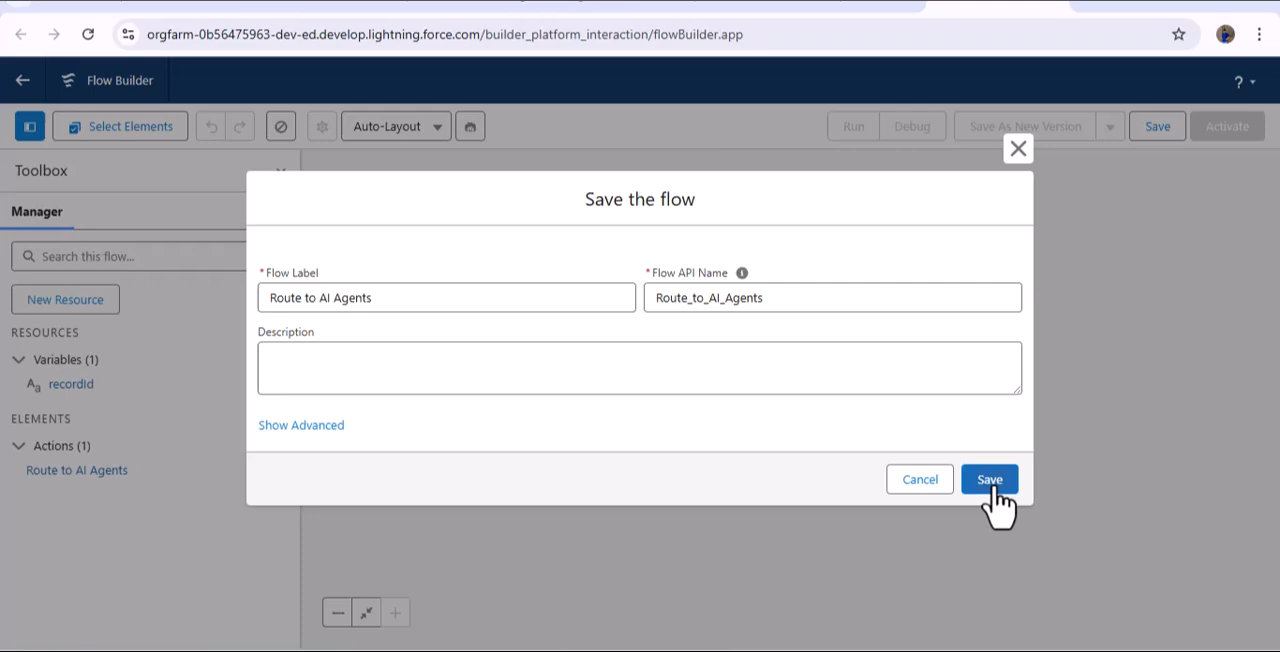 orgfarm-0b56475963-dev-ed.develop.lightning.force.com/builder_platform_interaction/flowBuilder.app
Flow Builder
?
Select Elements
Auto-Layout
Run
Debug
Save As New Version
Save
Activate
Toolbox
Manager
Search this flow...
New Resource
RESOURCES
Variables (1)
Aa recordId
ELEMENTS
Actions (1)
Route to AI Agents
Save the flow
*Flow Label
Route to AI Agents
*Flow API Name
Route_to_AI_Agents
Description
Show Advanced
Cancel
Save